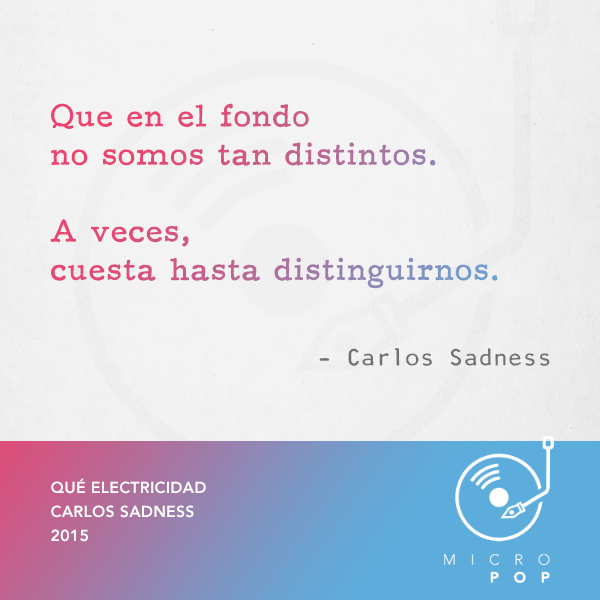 Que en el fondo
no somos tan distintos.
A veces,
cuesta hasta distinguirnos.
– Carlos Sadness
QUÉ ELECTRICIDAD
CARLOS SADNESS
2015
MICRO
POP